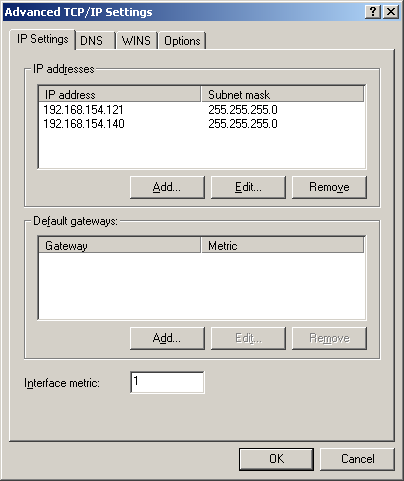 Advanced TCP/IP Settings
IP Settings DNS WINS Options
IP addresses
IP address Subnet mask
192.168.154.121 255.255.255.0
192.168.154.140 255.255.255.0
Add... Edit... Remove
Default gateways:
Gateway Metric
Add... Edit... Remove
Interface metric: 1
OK Cancel